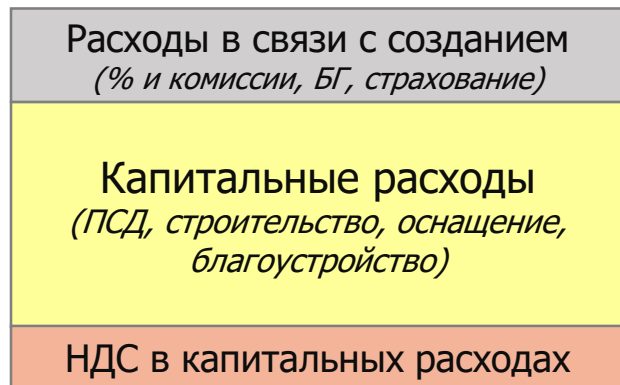 Расходы в связи с созданием
(% и комиссии, БГ, страхование)
Капитальные расходы
(ПСД, строительство, оснащение,
благоустройство)
НДС в капитальных расходах